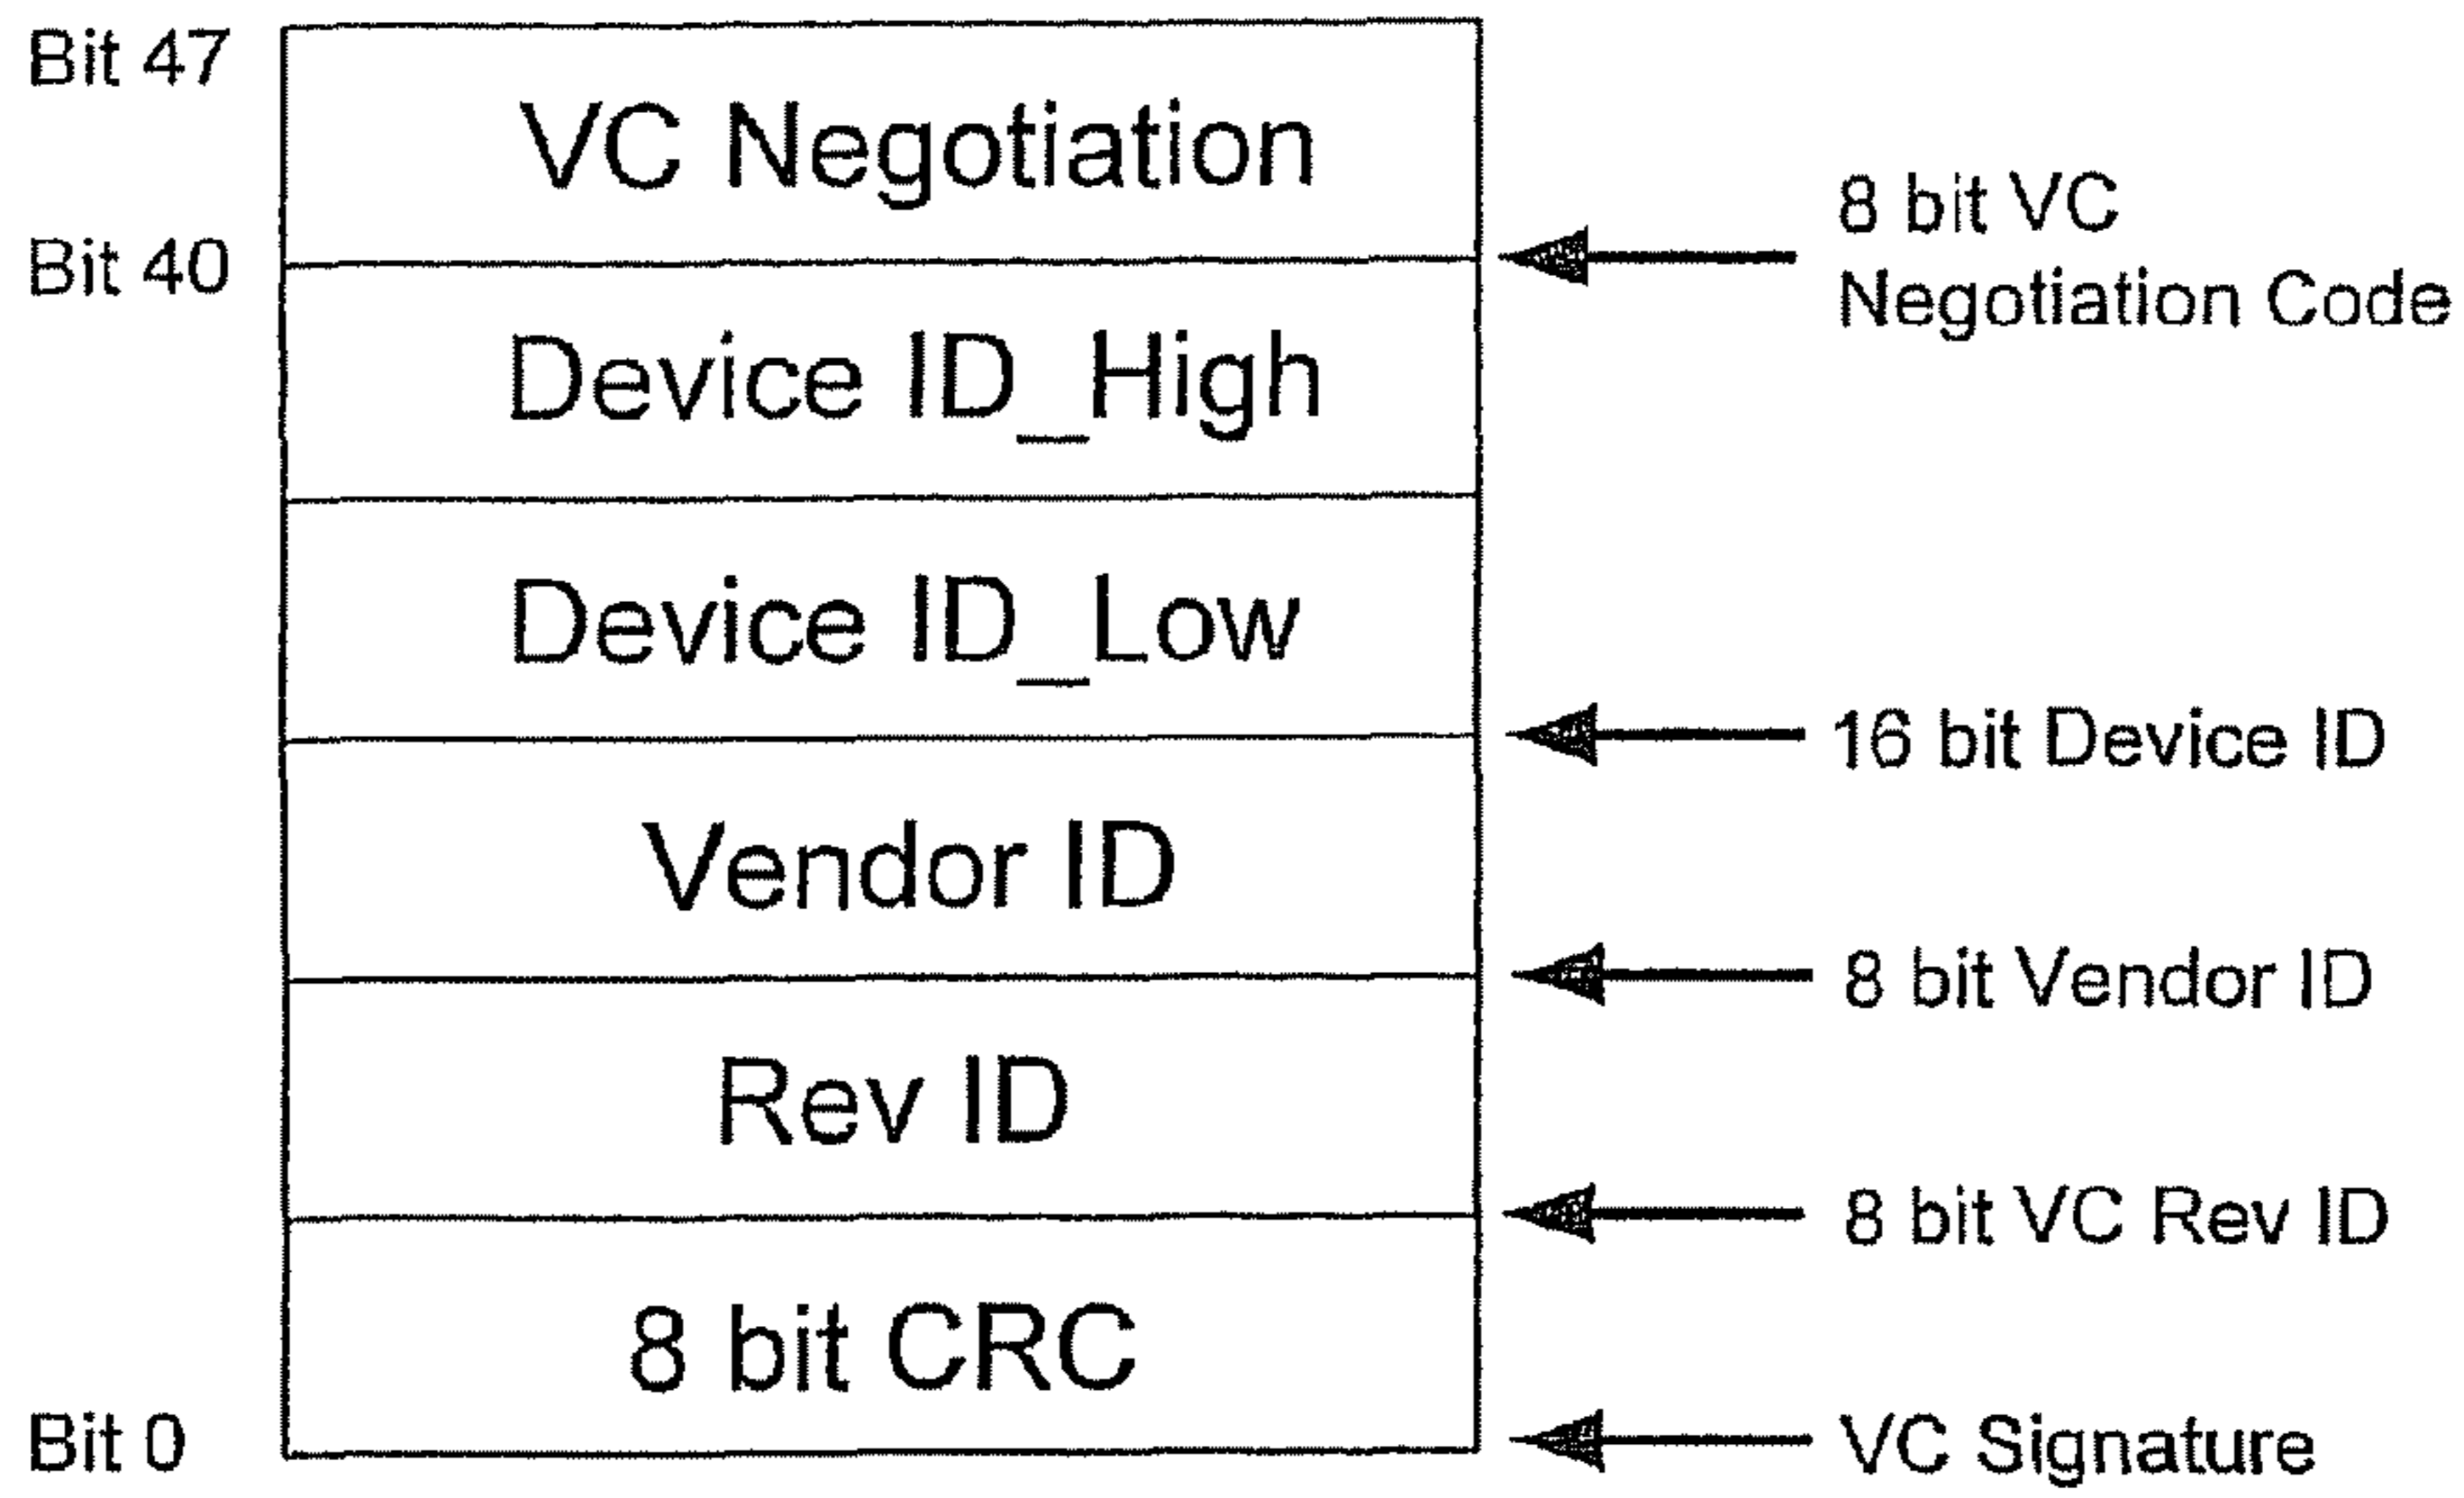 Bit 47
VC Negotiation
8 bit VC
Negotiation Code
Bit 40
Device ID_High
Device ID_Low
16 bit Device ID
Vendor ID
8 bit Vendor ID
Rev ID
8 bit VC Rev ID
8 bit CRC
Bit 0
VC Signature